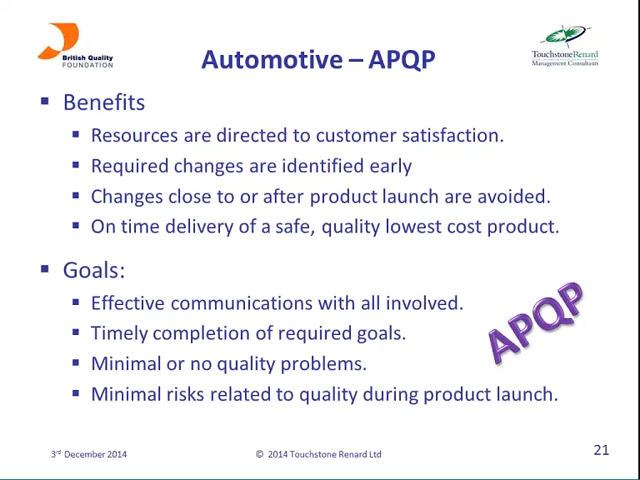 British Quality
FOUNDATION
Automotive – APQP
TouchstoneRenard
Management Consultants
Benefits
Resources are directed to customer satisfaction.
Required changes are identified early
Changes close to or after product launch are avoided.
On time delivery of a safe, quality lowest cost product.
Goals:
Effective communications with all involved.
Timely completion of required goals.
Minimal or no quality problems.
Minimal risks related to quality during product launch.
APQP
3rd December 2014
© 2014 Touchstone Renard Ltd
21